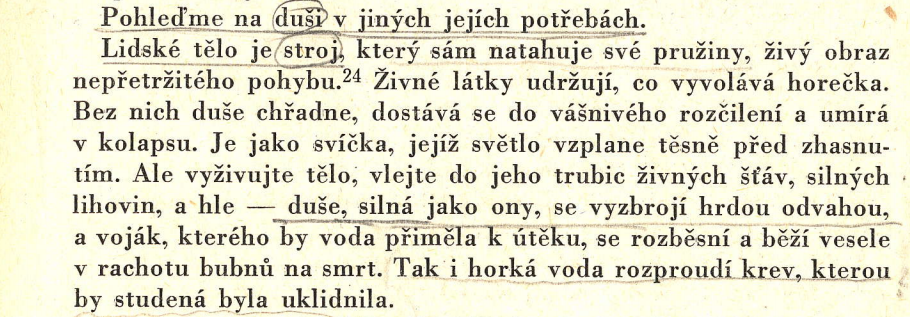 Pohleďme na duši v jiných jejích potřebách.
Lidské tělo je stroj, který sám natahuje své pružiny, živý obraz
nepřetržitého pohybu.24 Živné látky udržují, co vyvolává horečka.
Bez nich duše chřadne, dostává se do vášnivého rozčilení a umírá
v kolapsu. Je jako svíčka, jejíž světlo vzplane těsně před zhasnu-
tím. Ale vyživujte tělo, vlejte do jeho trubic živných šťáv, silných
lihovin, a hle — duše, silná jako ony, se vyzbrojí hrdou odvahou,
a voják, kterého by voda přiměla k útěku, se rozběsní a běží vesele
v rachotu bubnů na smrt. Tak i horká voda rozproudí krev, kterou
by studená byla uklidnila.